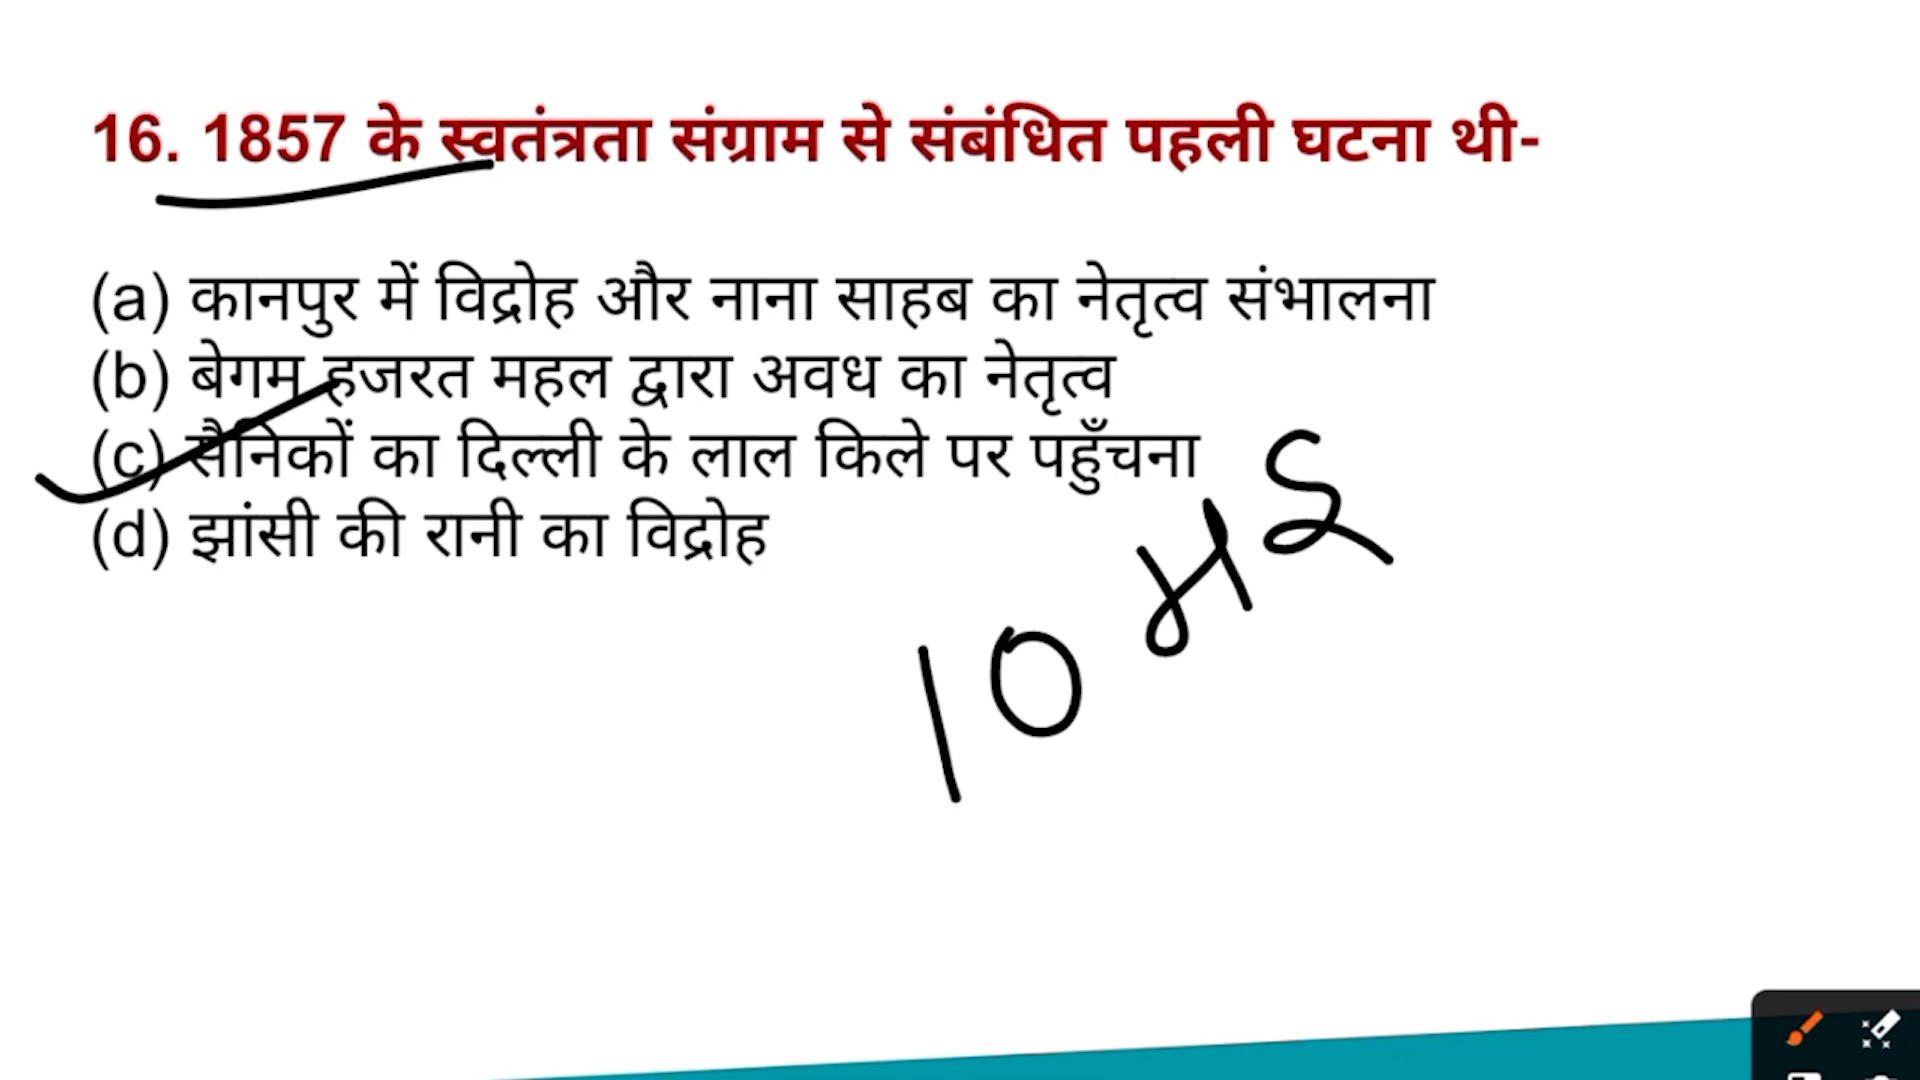 16. 1857 के स्वतंत्रता संग्राम से संबंधित पहली घटना थी-
(a) कानपुर में विद्रोह और नाना साहब का नेतृत्व संभालना
(b) बेगम हजरत महल द्वारा अवध का नेतृत्व
(c) सैनिकों का दिल्ली के लाल किले पर पहुँचना
(d) झांसी की रानी का विद्रोह
10 मई